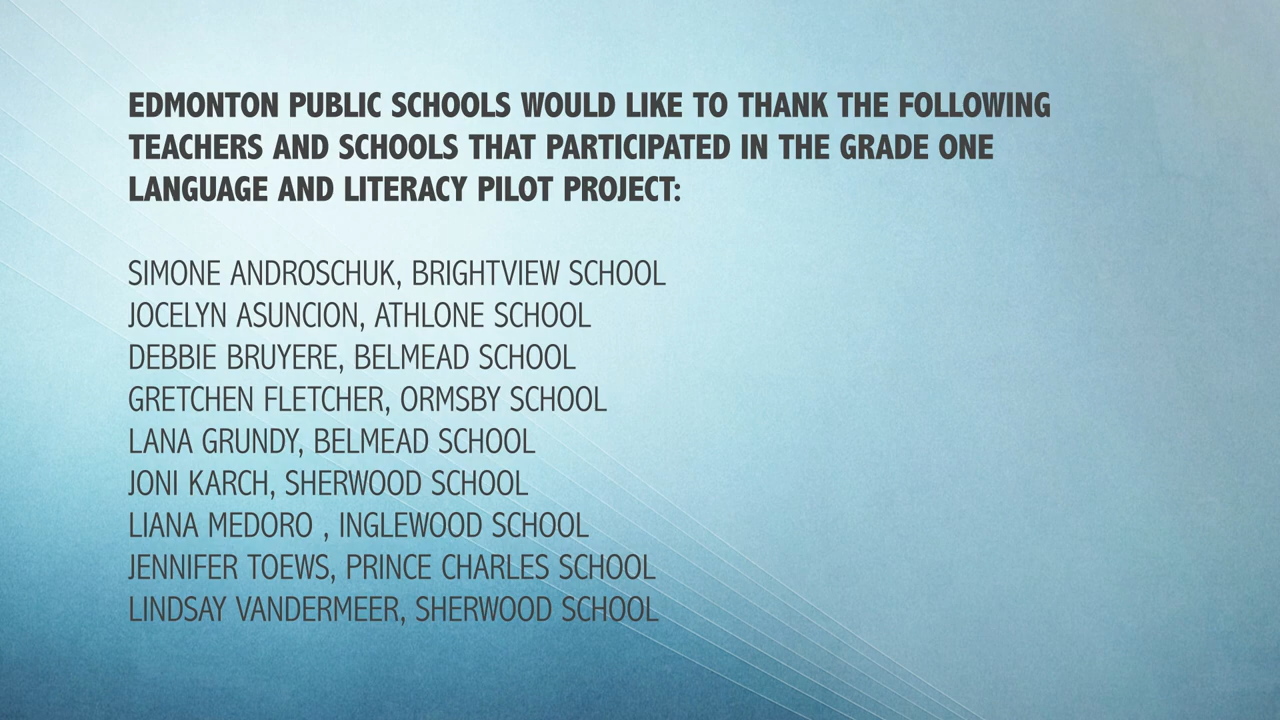 EDMONTON PUBLIC SCHOOLS WOULD LIKE TO THANK THE FOLLOWING
TEACHERS AND SCHOOLS THAT PARTICIPATED IN THE GRADE ONE
LANGUAGE AND LITERACY PILOT PROJECT:
SIMONE ANDROSCHUK, BRIGHTVIEW SCHOOL
JOCELYN ASUNCION, ATHLONE SCHOOL
DEBBIE BRUYERE, BELMEAD SCHOOL
GRETCHEN FLETCHER, ORMSBY SCHOOL
LANA GRUNDY, BELMEAD SCHOOL
JONI KARCH, SHERWOOD SCHOOL
LIANA MEDORO , INGLEWOOD SCHOOL
JENNIFER TOEWS, PRINCE CHARLES SCHOOL
LINDSAY VANDERMEER, SHERWOOD SCHOOL